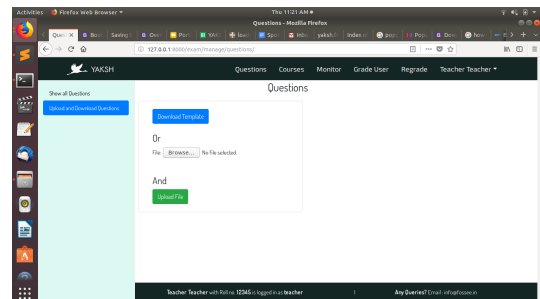 Activities Firefox Web Browser Thu 11:21 AM
Questions - Mozilla Firefox
127.0.0.1:8000/exam/manage/questions/
YAKSH Questions Courses Monitor Grade User Regrade Teacher Teacher
Questions
Show all Questions
Upload and Download Questions
Download Template
Or
File: Browse... No file selected.
And
Upload File
Teacher Teacher with Roll no. 12345 is logged in as teacher | Any Queries? Email : info@fossee.in